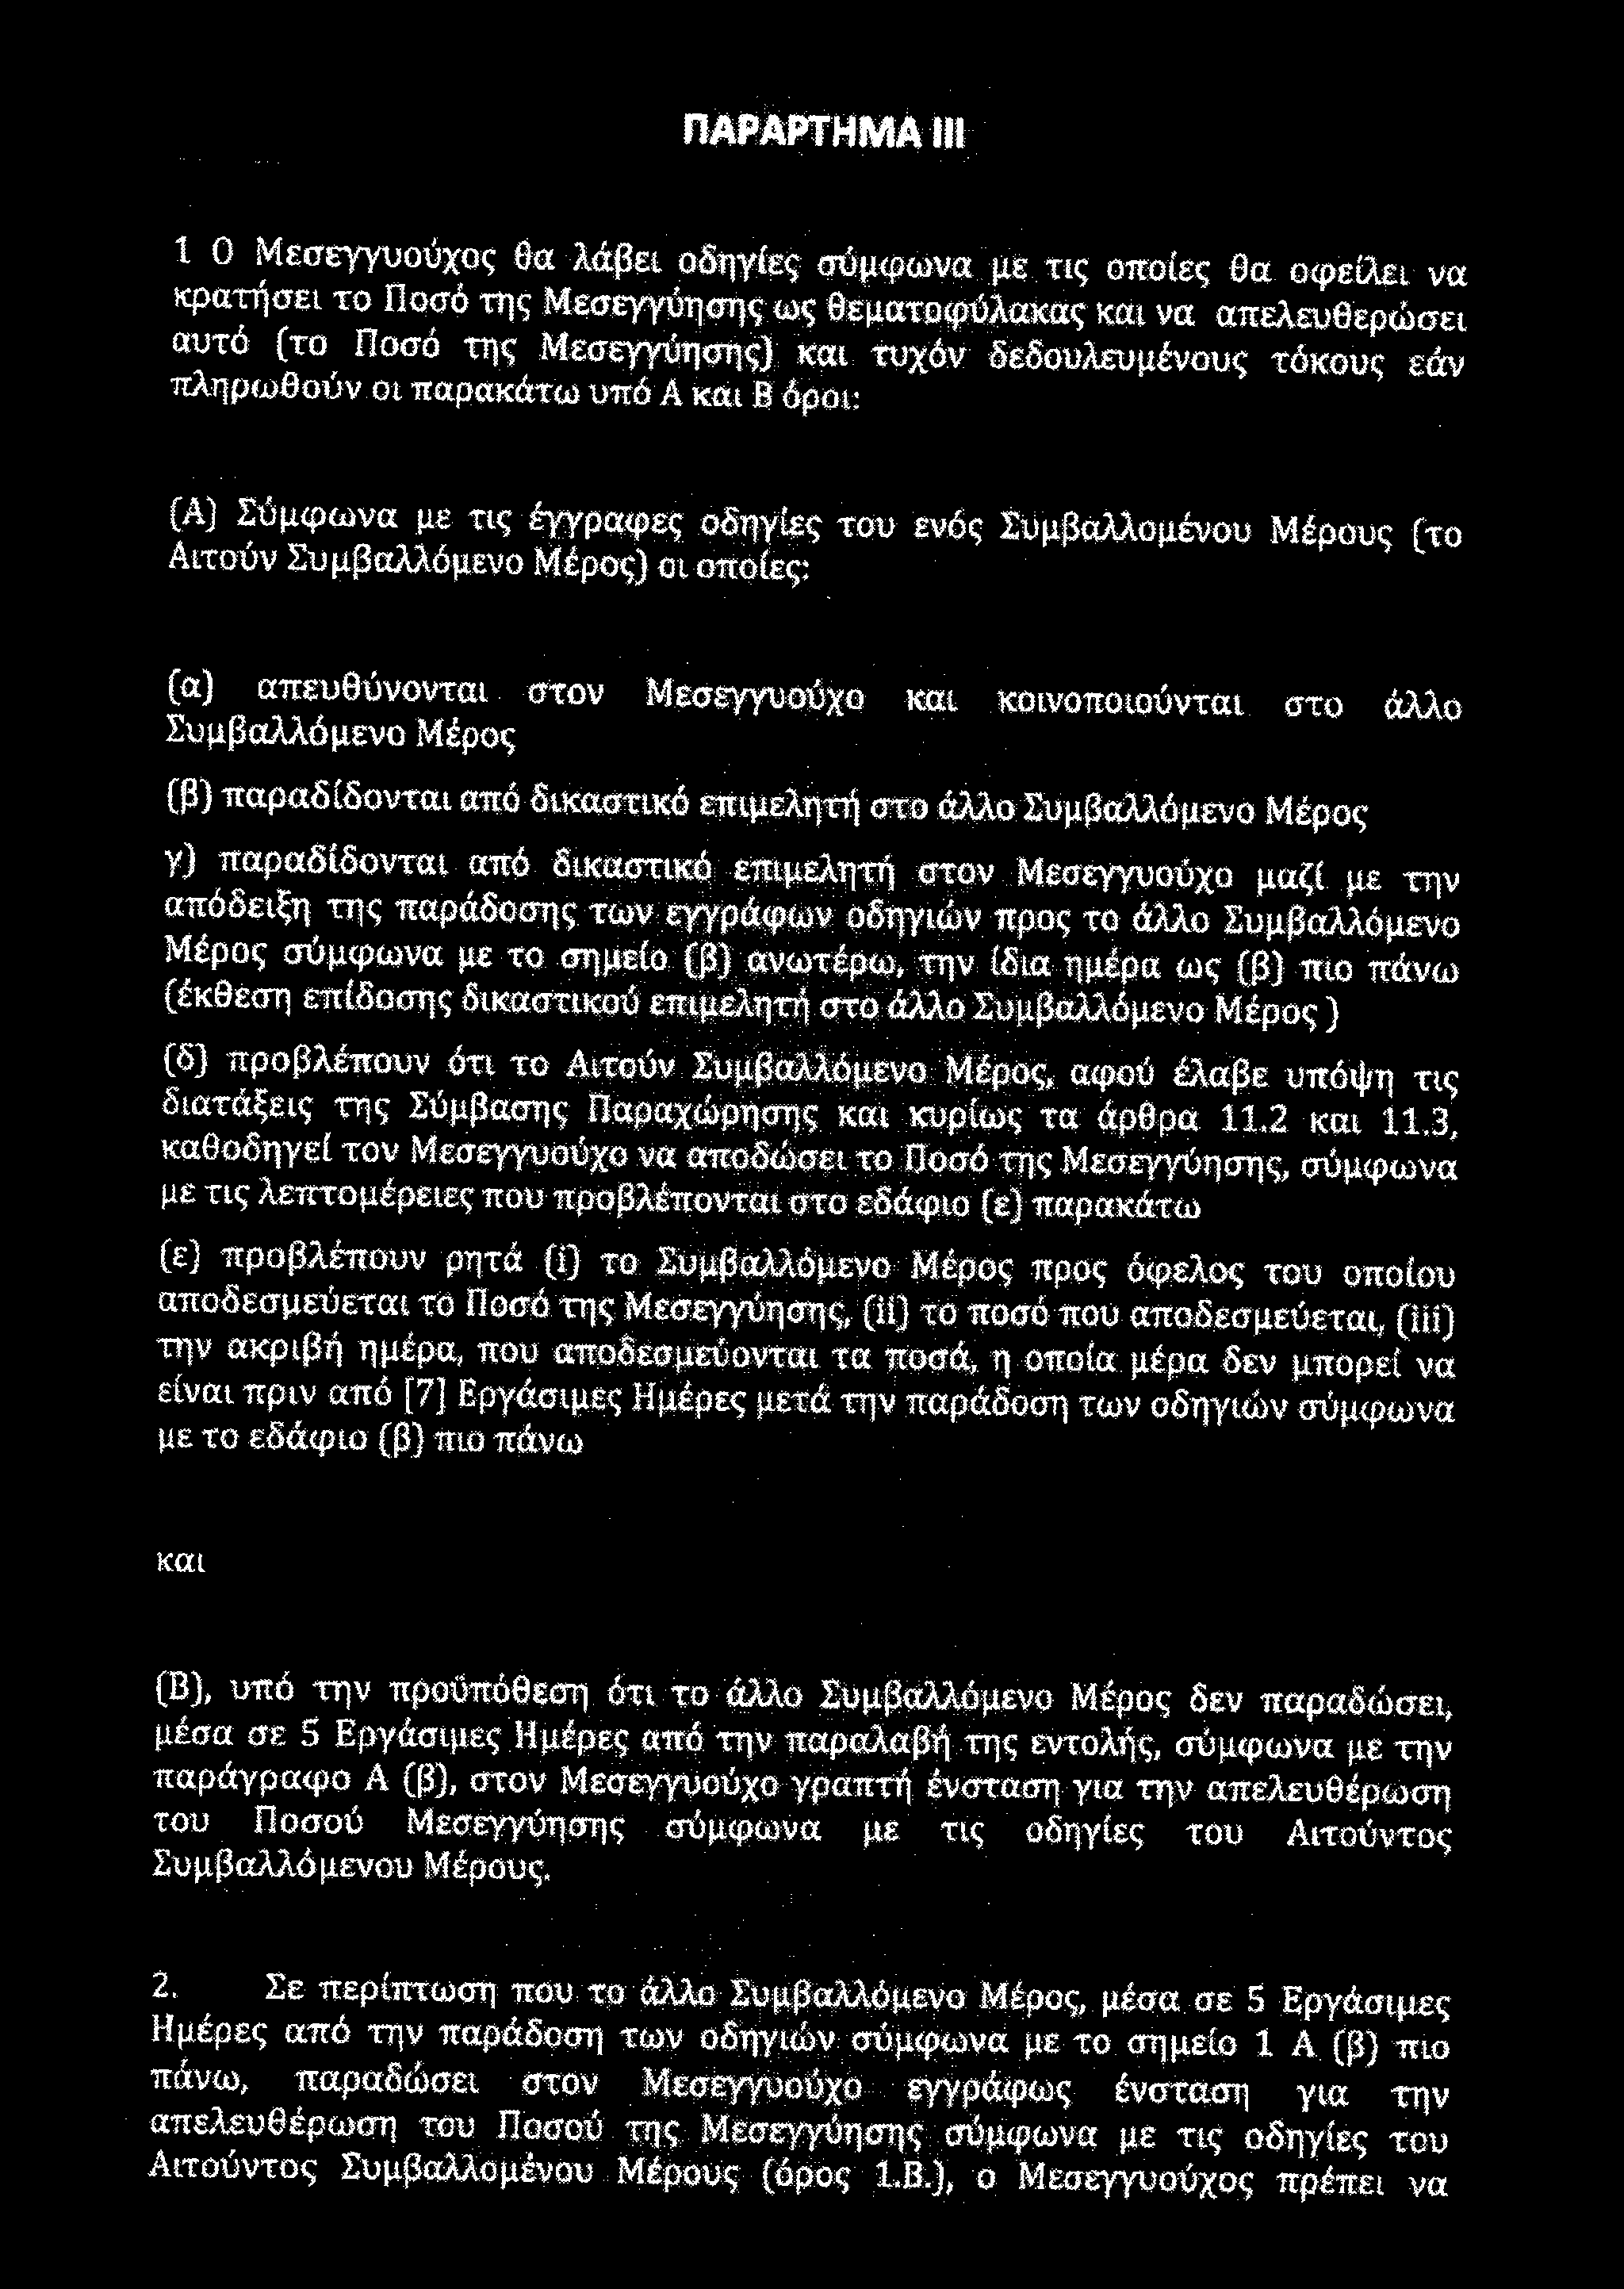 ΠΑΡΑΡΤΗΜΑ ΙΙΙ
1 Ο Μεσεγγυούχος θα λάβει οδηγίες σύμφωνα με τις οποίες θα οφείλει να
κρατήσει το Ποσό της Μεσεγγύησης ως θεματοφύλακας και να απελευθερώσει
αυτό (το Ποσό της Μεσεγγύησης) και τυχόν δεδουλευμένους τόκους εάν
πληρωθούν οι παρακάτω υπό Α και Β όροι:
(Α) Σύμφωνα με τις έγγραφες οδηγίες του ενός Συμβαλλομένου Μέρους (το
Αιτούν Συμβαλλόμενο Μέρος) οι οποίες:
(α) απευθύνονται στον Μεσεγγυούχο και κοινοποιούνται στο άλλο
Συμβαλλόμενο Μέρος
(β) παραδίδονται από δικαστικό επιμελητή στο άλλο Συμβαλλόμενο Μέρος
γ) παραδίδονται από δικαστικό επιμελητή στον Μεσεγγυούχο μαζί με την
απόδειξη της παράδοσης των εγγράφων οδηγιών προς το άλλο Συμβαλλόμενο
Μέρος σύμφωνα με το σημείο (β) ανωτέρω, την ίδια ημέρα ως (β) πιο πάνω
(έκθεση επίδοσης δικαστικού επιμελητή στο άλλο Συμβαλλόμενο Μέρος )
(δ) προβλέπουν ότι το Αιτούν Συμβαλλόμενο Μέρος, αφού έλαβε υπόψη τις
διατάξεις της Σύμβασης Παραχώρησης και κυρίως τα άρθρα 11.2 και 11.3,
καθοδηγεί τον Μεσεγγυούχο να αποδώσει το Ποσό της Μεσεγγύησης, σύμφωνα
με τις λεπτομέρειες που προβλέπονται στο εδάφιο (ε) παρακάτω
(ε) προβλέπουν ρητά (i) το Συμβαλλόμενο Μέρος προς όφελος του οποίου
αποδεσμεύεται το Ποσό της Μεσεγγύησης, (ii) το ποσό που αποδεσμεύεται, (iii)
την ακριβή ημέρα, που αποδεσμεύονται τα ποσά, η οποία μέρα δεν μπορεί να
είναι πριν από [7] Εργάσιμες Ημέρες μετά την παράδοση των οδηγιών σύμφωνα
με το εδάφιο (β) πιο πάνω
και
(Β), υπό την προϋπόθεση ότι το άλλο Συμβαλλόμενο Μέρος δεν παραδώσει,
μέσα σε 5 Εργάσιμες Ημέρες από την παραλαβή της εντολής, σύμφωνα με την
παράγραφο Α (β), στον Μεσεγγυούχο γραπτή ένσταση για την απελευθέρωση
του Ποσού Μεσεγγύησης σύμφωνα με τις οδηγίες του Αιτούντος
Συμβαλλόμενου Μέρους.
2. Σε περίπτωση που το άλλο Συμβαλλόμενο Μέρος, μέσα σε 5 Εργάσιμες
Ημέρες από την παράδοση των οδηγιών σύμφωνα με το σημείο 1 Α (β) πιο
πάνω, παραδώσει στον Μεσεγγυούχο εγγράφως ένσταση για την
απελευθέρωση του Ποσού της Μεσεγγύησης σύμφωνα με τις οδηγίες του
Αιτούντος Συμβαλλομένου Μέρους (όρος 1.Β.), ο Μεσεγγυούχος πρέπει να